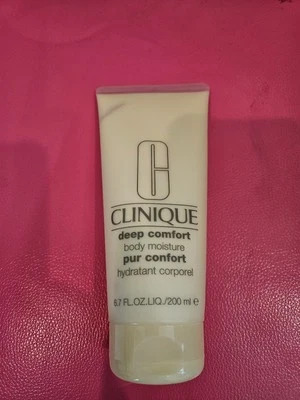 C
CLINIQUE
deep comfort
body moisture
pur confort
hydratant corporel
6.7 FL.OZ.LIQ./200 ml ℮